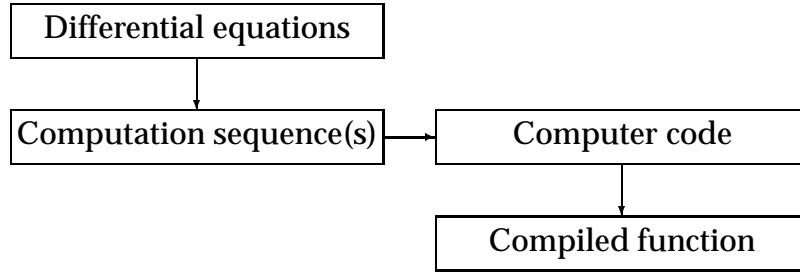 Differential equations
Computation sequence(s)
Computer code
Compiled function